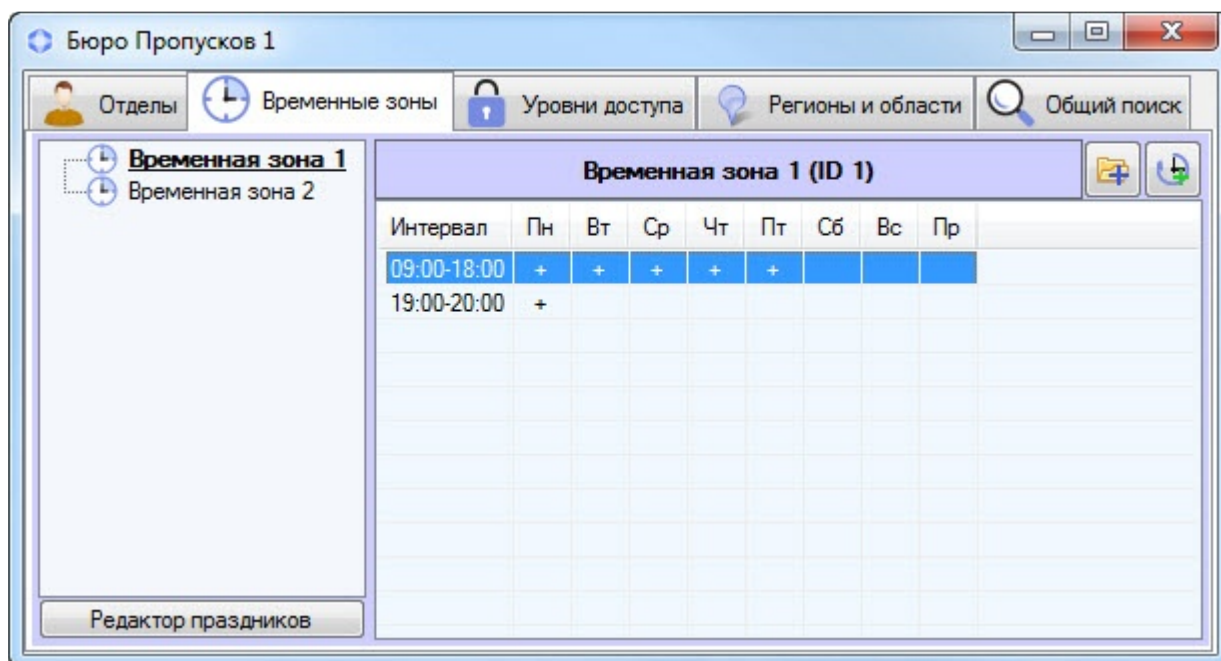 Бюро Пропусков 1
Отделы Временные зоны Уровни доступа Регионы и области Общий поиск
Временная зона 1
Временная зона 2
Временная зона 1 (ID 1)
Интервал Пн Вт Ср Чт Пт Сб Вс Пр
09:00-18:00 + + + + +
19:00-20:00 +
Редактор праздников